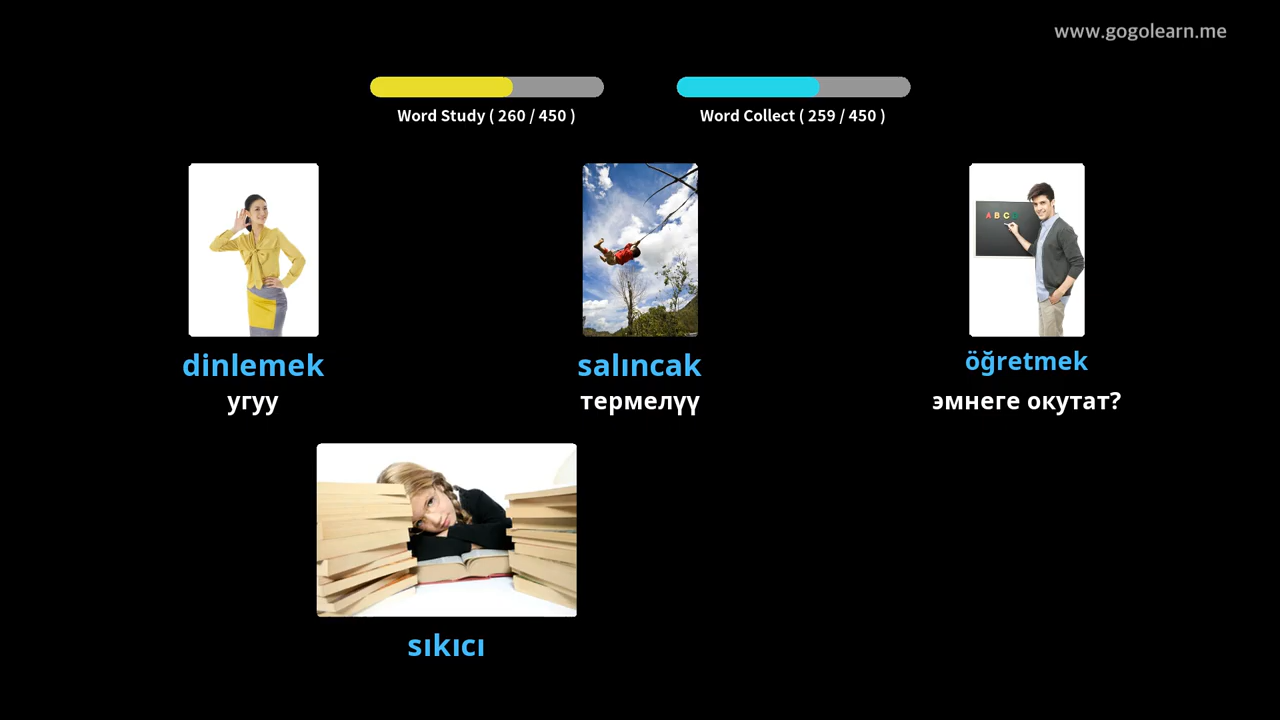 www.gogolearn.me
Word Study ( 260 / 450 )
Word Collect ( 259 / 450 )
A B C D
dinlemek
угуу
salıncak
термелүү
öğretmek
эмнеге окутат?
sıkıcı